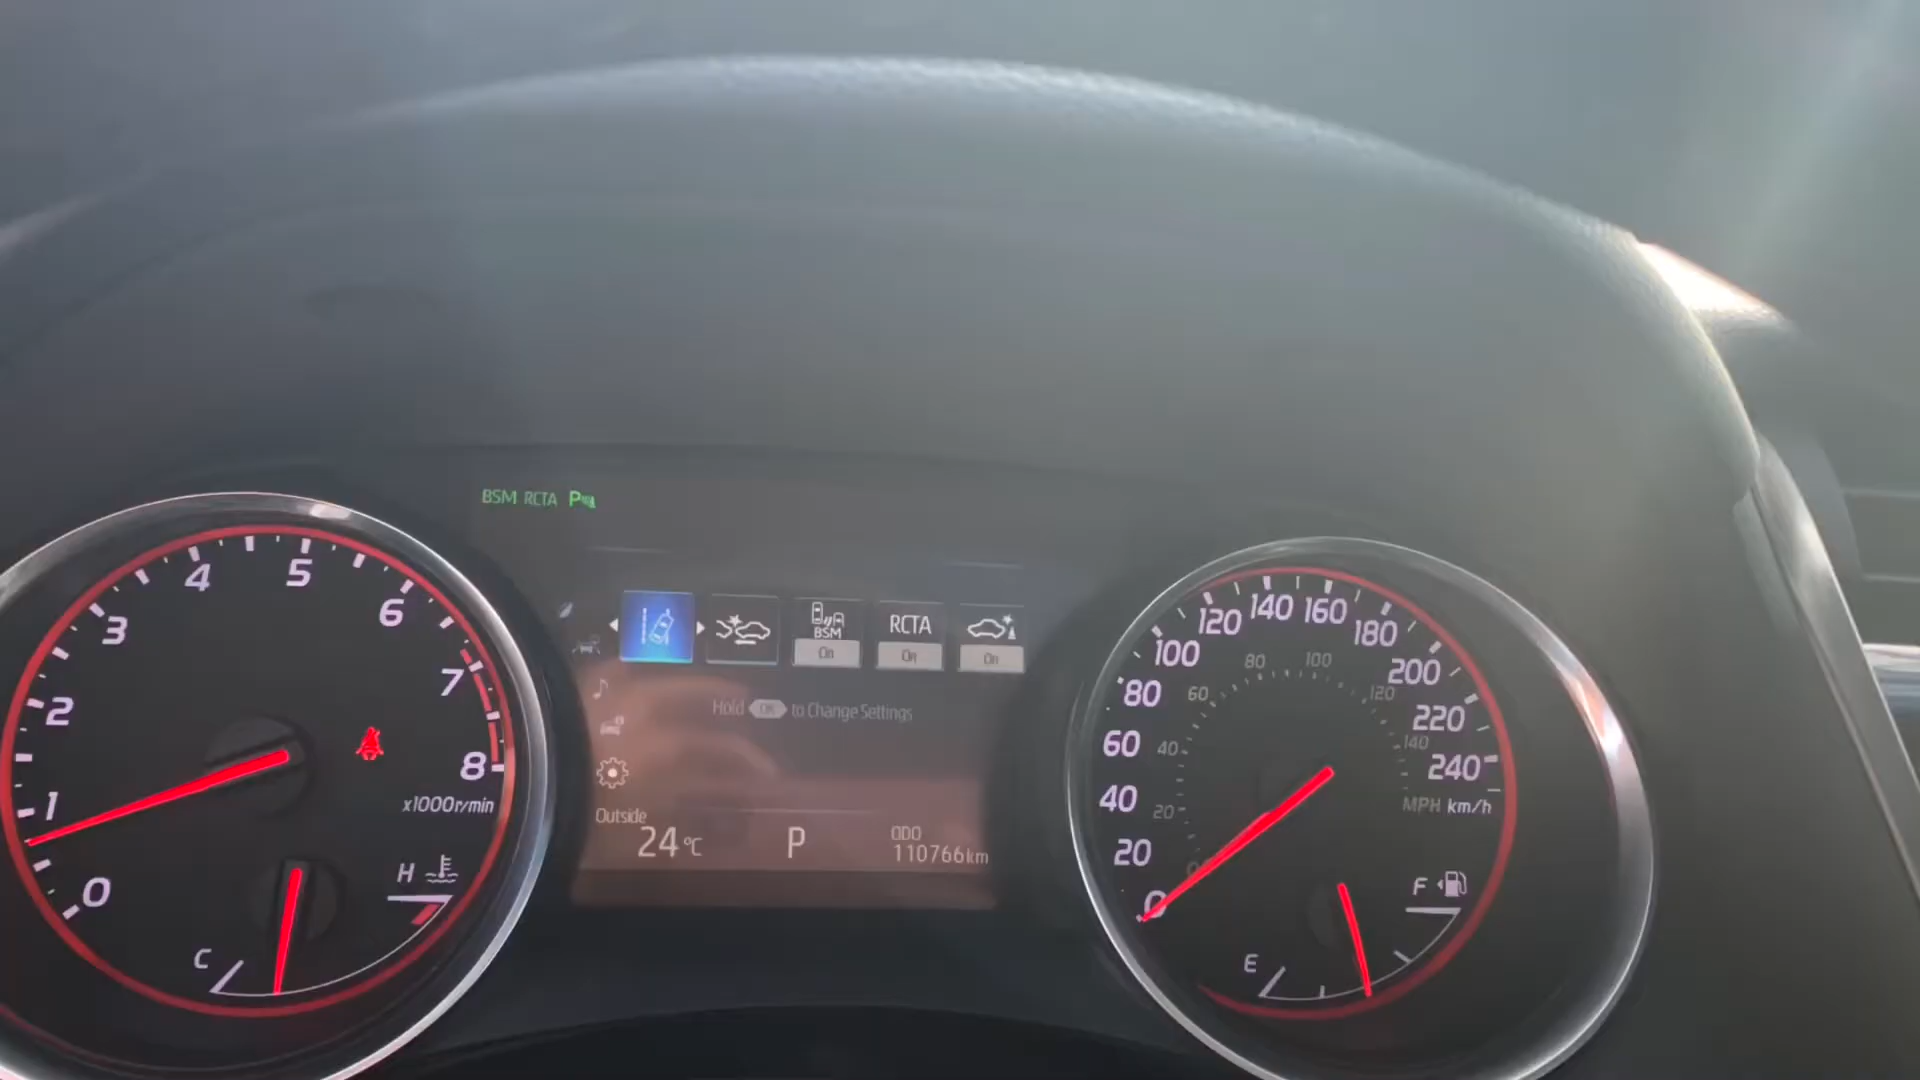 BSM RCTA P
4 5 6 3 7 2 8 1 0
x1000r/min
H
C
BSM
On
RCTA
On
On
Hold OK to Change Settings
Outside
24°C
P
ODO
110766km
0 20 40 60 80 100 120 140 160 180 200 220 240
0 20 40 60 80 100 120 140
MPH km/h
F
E